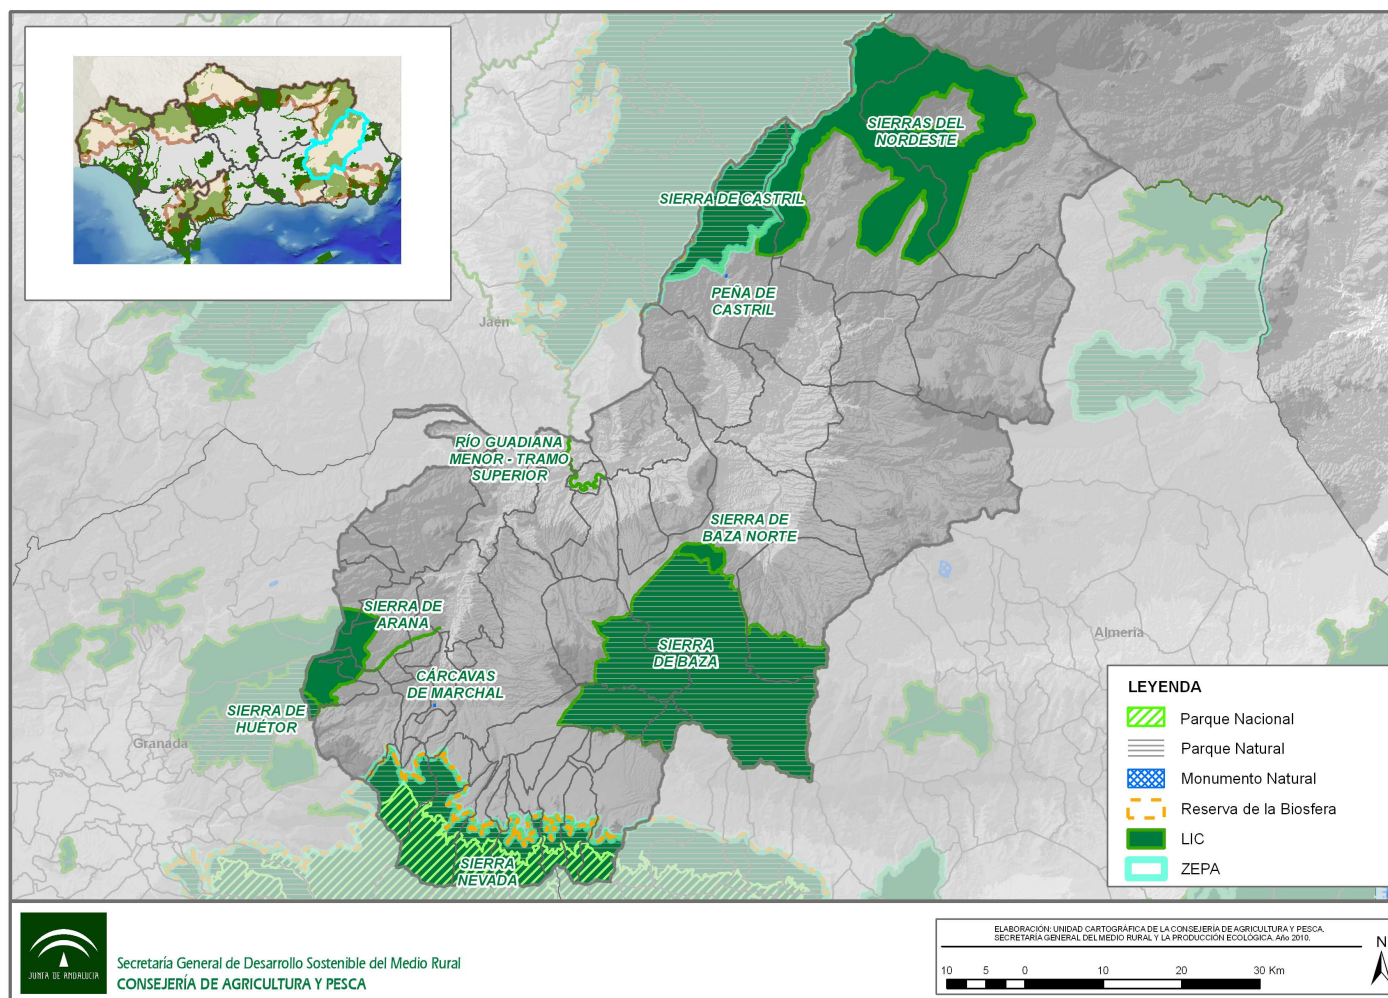 SIERRAS DEL
NORDESTE
SIERRA DE CASTRIL
PEÑA DE
CASTRIL
Jaén
RÍO GUADIANA
MENOR - TRAMO
SUPERIOR
SIERRA DE
BAZA NORTE
SIERRA DE
ARANA
SIERRA
DE BAZA
Almería
CÁRCAVAS
DE MARCHAL
SIERRA DE
HUÉTOR
Granada
SIERRA
NEVADA
LEYENDA
Parque Nacional
Parque Natural
Monumento Natural
Reserva de la Biosfera
LIC
ZEPA
JUNTA DE ANDALUCIA
Secretaría General de Desarrollo Sostenible del Medio Rural
CONSEJERÍA DE AGRICULTURA Y PESCA
ELABORACIÓN: UNIDAD CARTOGRÁFICA DE LA CONSEJERÍA DE AGRICULTURA Y PESCA.
SECRETARÍA GENERAL DEL MEDIO RURAL Y LA PRODUCCIÓN ECOLÓGICA. Año 2010.
10 5 0 10 20 30 Km
N